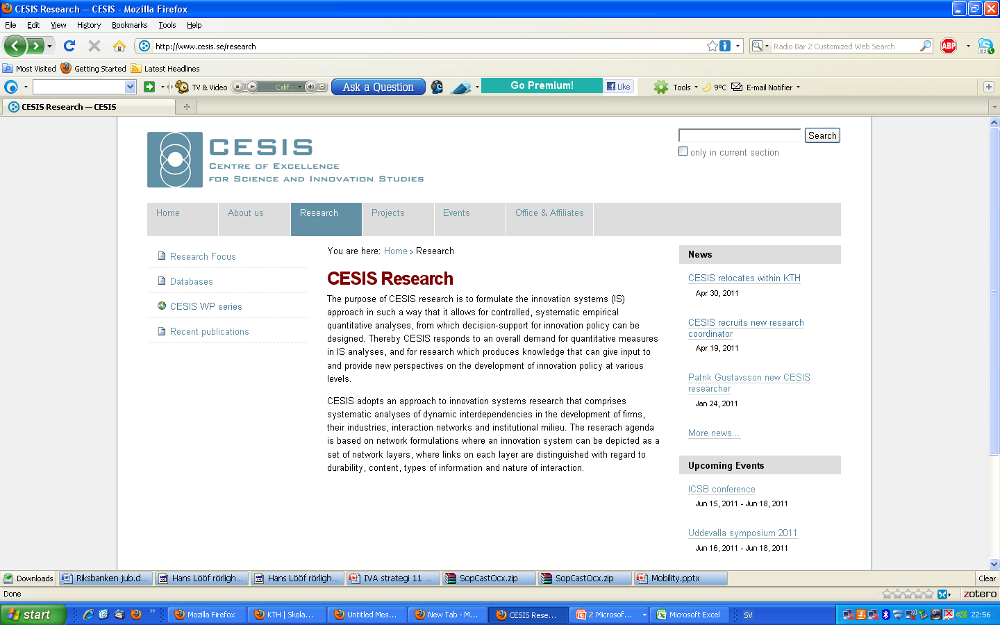 CESIS Research — CESIS - Mozilla Firefox
File Edit View History Bookmarks Tools Help
http://www.cesis.se/research
Radio Bar 2 Customized Web Search
ABP
Most Visited Getting Started Latest Headlines
TV & Video
Calif...
Ask a Question
Go Premium!
Like
Tools
9ºC
E-mail Notifier
CESIS Research — CESIS
CESIS
Centre of Excellence
for Science and Innovation Studies
Search
only in current section
Home About us Research Projects Events Office & Affiliates
Research Focus
Databases
CESIS WP series
Recent publications
You are here: Home › Research
CESIS Research
The purpose of CESIS research is to formulate the innovation systems (IS)
approach in such a way that it allows for controlled, systematic empirical
quantitative analyses, from which decision-support for innovation policy can be
designed. Thereby CESIS responds to an overall demand for quantitative measures
in IS analyses, and for research which produces knowledge that can give input to
and provide new perspectives on the development of innovation policy at various
levels.
CESIS adopts an approach to innovation systems research that comprises
systematic analyses of dynamic interdependencies in the development of firms,
their industries, interaction networks and institutional milieu. The reserach agenda
is based on network formulations where an innovation system can be depicted as a
set of network layers, where links on each layer are distinguished with regard to
durability, content, types of information and nature of interaction.
News
CESIS relocates within KTH
Apr 30, 2011
CESIS recruits new research
coordinator
Apr 19, 2011
Patrik Gustavsson new CESIS
researcher
Jan 24, 2011
More news…
Upcoming Events
ICSB conference
Jun 15, 2011 - Jun 18, 2011
Uddevalla symposium 2011
Jun 16, 2011 - Jun 18, 2011
Downloads Riksbanken jub.d... Hans Lööf rörligh... Hans Lööf rörligh... IVA strategi 11 ... SopCastOcx.zip SopCastOcx.zip Mobility.pptx Clear
Done
zotero
start Mozilla Firefox KTH | Skola... Untitled Mes... New Tab - M... CESIS Rese... 2 Microsof... Microsoft Excel SV 22:56